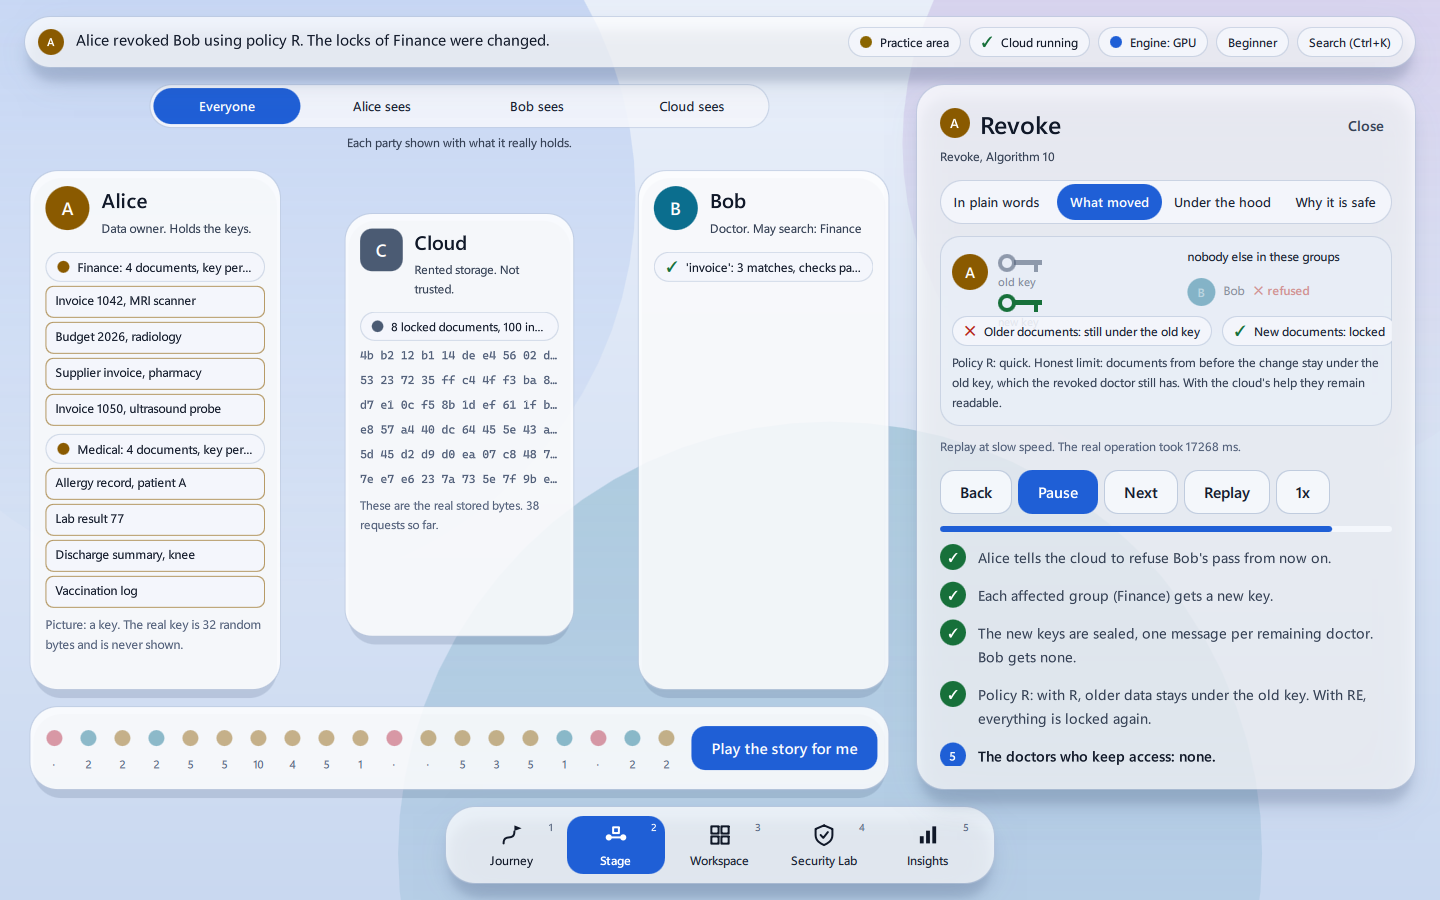 A Alice revoked Bob using policy R. The locks of Finance were changed.
Practice area
✓ Cloud running
Engine: GPU
Beginner
Search (Ctrl+K)
Everyone
Alice sees
Bob sees
Cloud sees
Each party shown with what it really holds.
A Alice
Data owner. Holds the keys.
Finance: 4 documents, key per...
Invoice 1042, MRI scanner
Budget 2026, radiology
Supplier invoice, pharmacy
Invoice 1050, ultrasound probe
Medical: 4 documents, key per...
Allergy record, patient A
Lab result 77
Discharge summary, knee
Vaccination log
Picture: a key. The real key is 32 random
bytes and is never shown.
C Cloud
Rented storage. Not
trusted.
8 locked documents, 100 in...
4b b2 12 b1 14 de e4 56 02 d...
53 23 72 35 ff c4 4f f3 ba 8...
d7 e1 0c f5 8b 1d ef 61 1f b...
e8 57 a4 40 dc 64 45 5e 43 a...
5d 45 d2 d9 d0 ea 07 c8 48 7...
7e e7 e6 23 7a 73 5e 7f 9b e...
These are the real stored bytes. 38
requests so far.
B Bob
Doctor. May search: Finance
✓ 'invoice': 3 matches, checks pa...
· 2 2 2 5 5 10 4 5 1 · · 5 3 5 1 · 2 2
Play the story for me
A Revoke
Close
Revoke, Algorithm 10
In plain words
What moved
Under the hood
Why it is safe
A
old key
nobody else in these groups
B Bob ✕ refused
✕ Older documents: still under the old key
✓ New documents: locked
Policy R: quick. Honest limit: documents from before the change stay under the
old key, which the revoked doctor still has. With the cloud's help they remain
readable.
Replay at slow speed. The real operation took 17268 ms.
Back
Pause
Next
Replay
1x
✓ Alice tells the cloud to refuse Bob's pass from now on.
✓ Each affected group (Finance) gets a new key.
✓ The new keys are sealed, one message per remaining doctor.
Bob gets none.
✓ Policy R: with R, older data stays under the old key. With RE,
everything is locked again.
5 The doctors who keep access: none.
Journey 1
Stage 2
Workspace 3
Security Lab 4
Insights 5